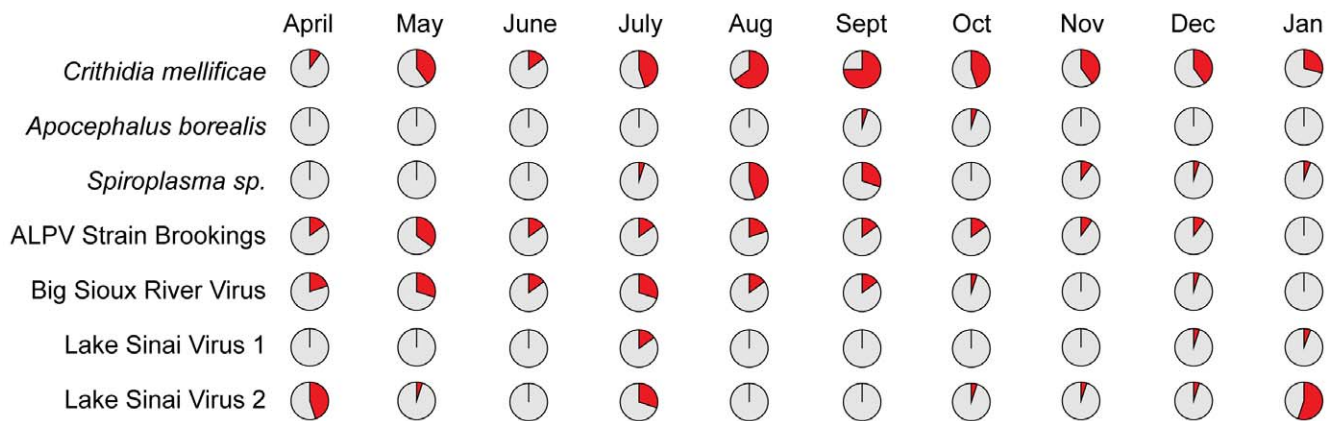 April May June July Aug Sept Oct Nov Dec Jan
Crithidia mellificae
Apocephalus borealis
Spiroplasma sp.
ALPV Strain Brookings
Big Sioux River Virus
Lake Sinai Virus 1
Lake Sinai Virus 2